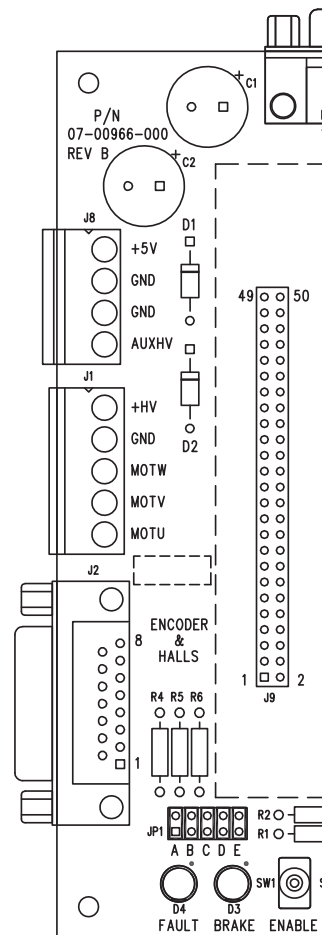 C1
P/N
07-00966-000
REV B
C2
J8
D1
+5V
GND
GND
AUXHV
49 50
J1
+HV
GND
D2
MOTW
MOTV
MOTU
J2
8
ENCODER
&
HALLS
1 2
R4 R5 R6
J9
1
JP1
R2
R1
A B C D E
SW1 S
D4 D3
FAULT BRAKE ENABLE